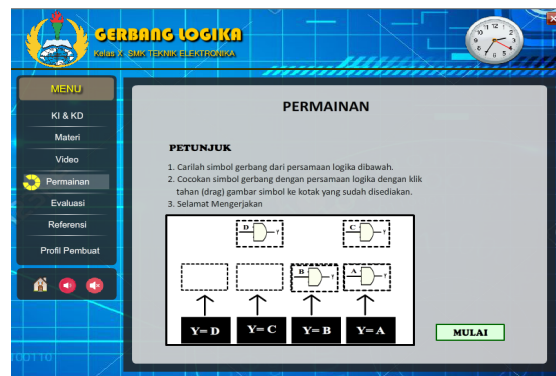 GERBANG LOGIKA
Kelas X SMK TEKNIK ELEKTRONIKA
MENU
KI & KD
Materi
Video
Permainan
Evaluasi
Referensi
Profil Pembuat
PERMAINAN
PETUNJUK
1. Carilah simbol gerbang dari persamaan logika dibawah.
2. Cocokan simbol gerbang dengan persamaan logika dengan klik
tahan (drag) gambar simbol ke kotak yang sudah disediakan.
3. Selamat Mengerjakan
D Y C Y
B Y A Y
Y= D Y= C Y= B Y= A
MULAI